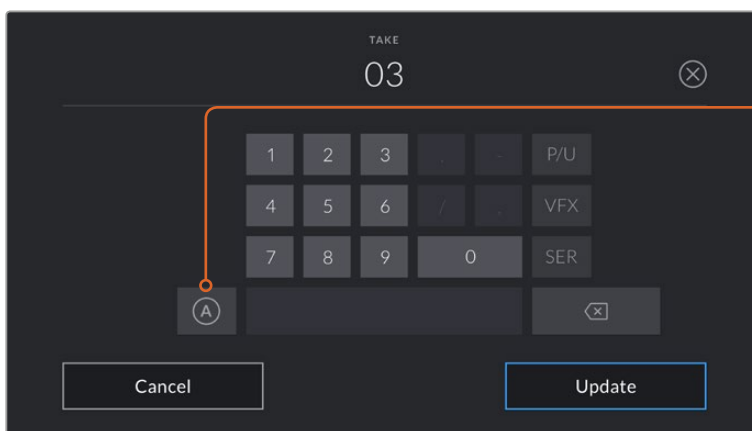 TAKE
03
1 2 3 . - P/U
4 5 6 / , VFX
7 8 9 0 SER
A
Cancel Update